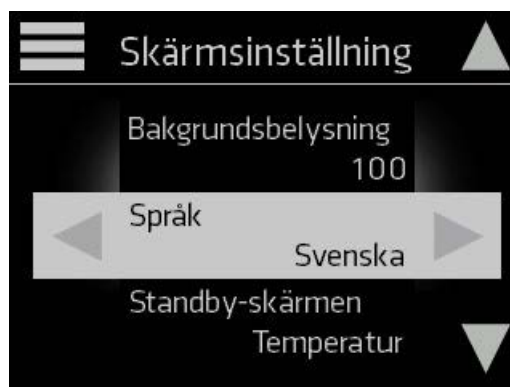 Skärmsinställning
Bakgrundsbelysning
100
Språk
Svenska
Standby-skärmen
Temperatur